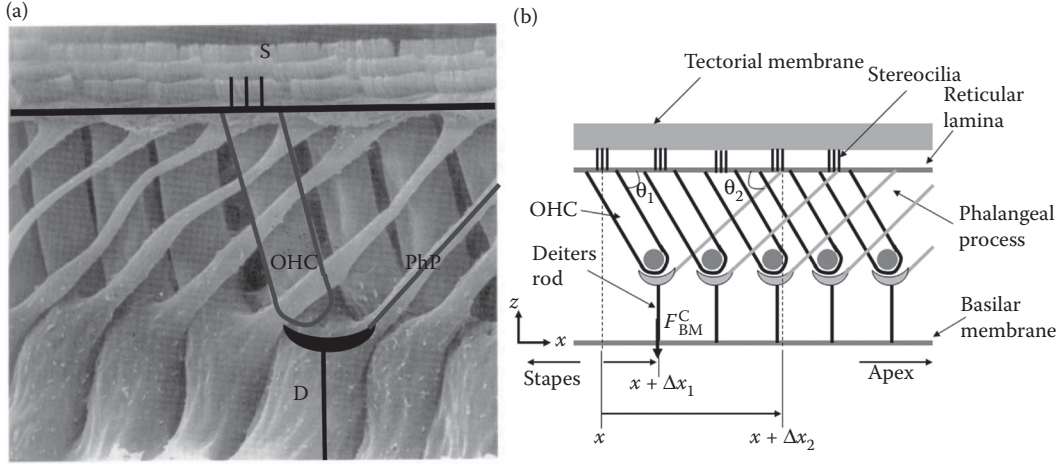 (a)
S
OHC
PhP
D
(b)
Tectorial membrane
Stereocilia
Reticular
lamina
θ1
θ2
OHC
Phalangeal
process
Deiters
rod
F^C_BM
Basilar
membrane
z
x
Stapes
Apex
x + Δx1
x
x + Δx2